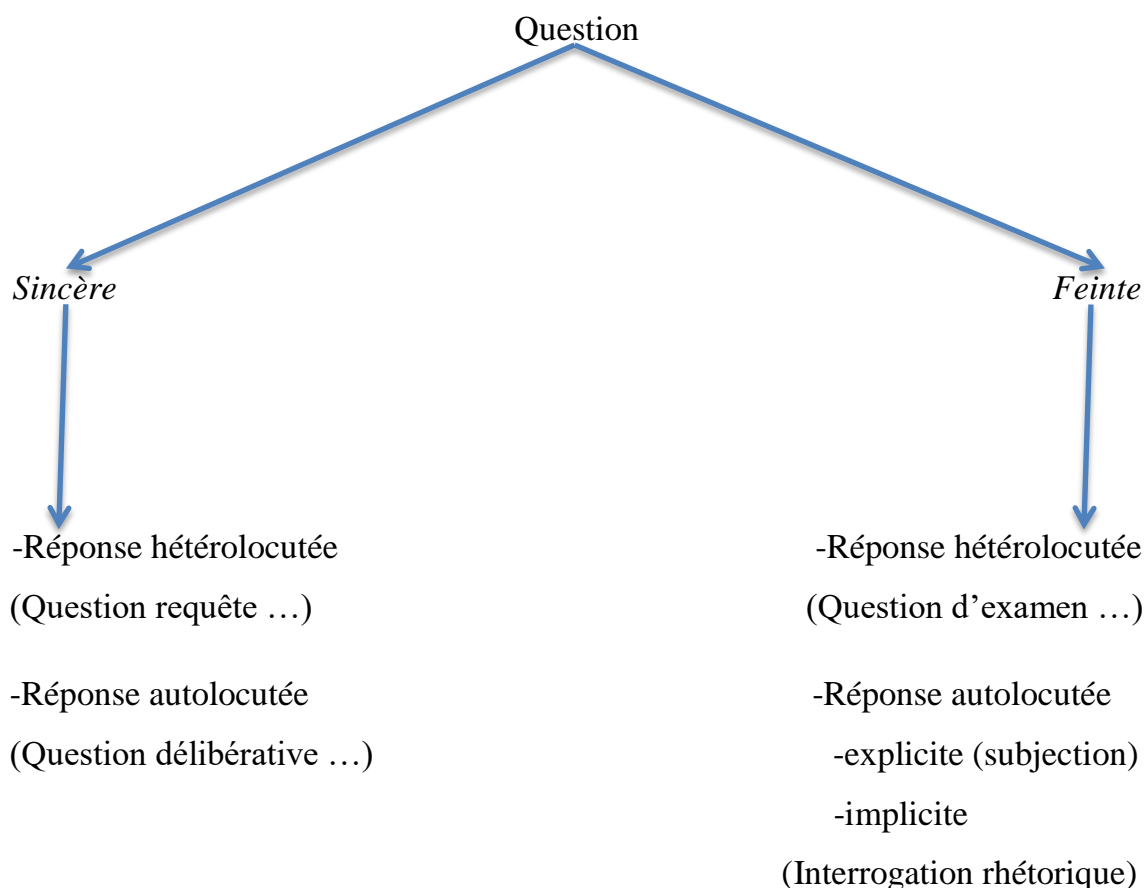 Question
Sincère
Feinte
-Réponse hétérolocutée
(Question requête …)
-Réponse autolocutée
(Question délibérative …)
-Réponse hétérolocutée
(Question d’examen …)
-Réponse autolocutée
-explicite (subjection)
-implicite
(Interrogation rhétorique)